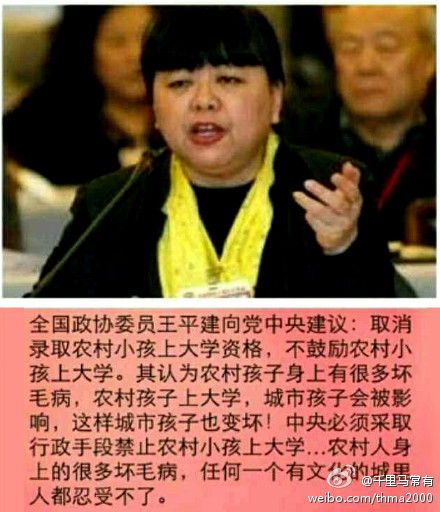 全国政协委员王平建向党中央建议：取消
录取农村小孩上大学资格，不鼓励农村小
孩上大学。其认为农村孩子身上有很多坏
毛病，农村孩子上大学，城市孩子会被影
响，这样城市孩子也变坏！中央必须采取
行政手段禁止农村小孩上大学...农村人身
上的很多坏毛病，任何一个有文化的城里
人都忍受不了。
@千里马常有
weibo.com/thma2000